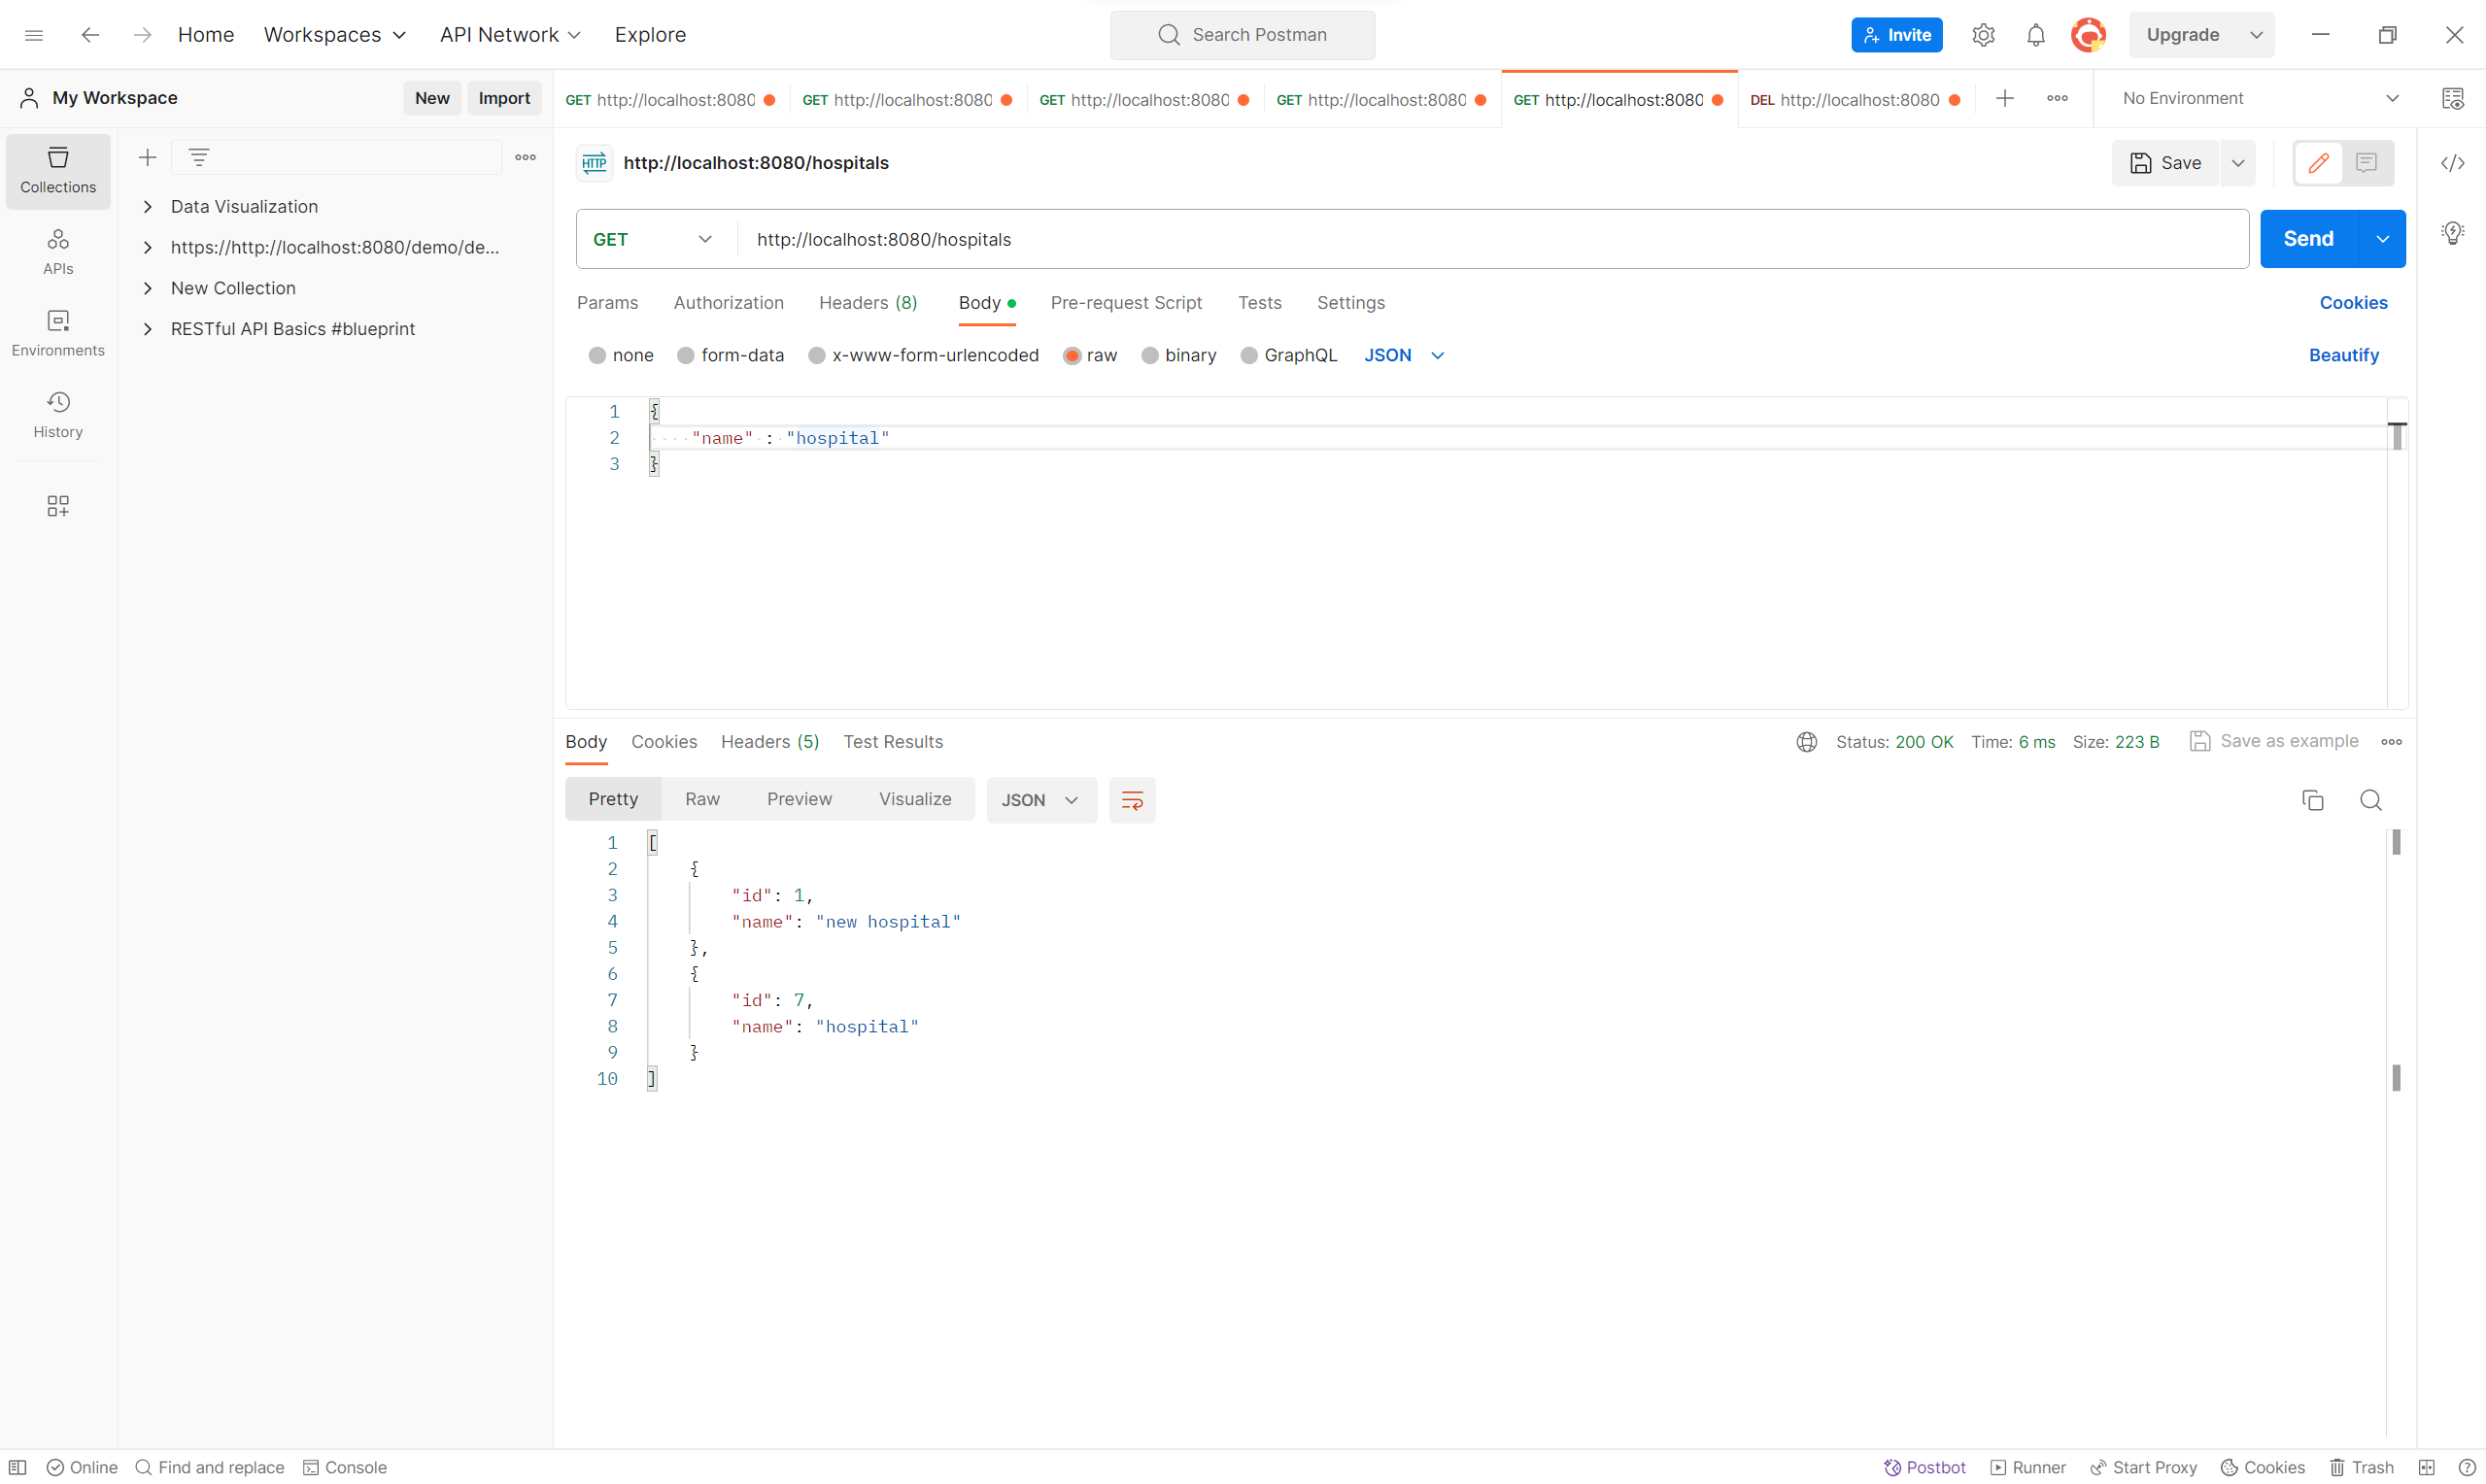 Home Workspaces API Network Explore Search Postman Invite Upgrade
My Workspace New Import
GET http://localhost:8080 GET http://localhost:8080 GET http://localhost:8080 GET http://localhost:8080 GET http://localhost:8080 DEL http://localhost:8080 No Environment
Collections
APIs
Environments
History
Data Visualization
https://http://localhost:8080/demo/de...
New Collection
RESTful API Basics #blueprint
HTTP http://localhost:8080/hospitals Save
GET http://localhost:8080/hospitals Send
Params Authorization Headers (8) Body Pre-request Script Tests Settings Cookies
none form-data x-www-form-urlencoded raw binary GraphQL JSON Beautify
1 {
2 "name" : "hospital"
3 }
Body Cookies Headers (5) Test Results Status: 200 OK Time: 6 ms Size: 223 B Save as example
Pretty Raw Preview Visualize JSON
1 [
2 {
3 "id": 1,
4 "name": "new hospital"
5 },
6 {
7 "id": 7,
8 "name": "hospital"
9 }
10 ]
Online Find and replace Console Postbot Runner Start Proxy Cookies Trash